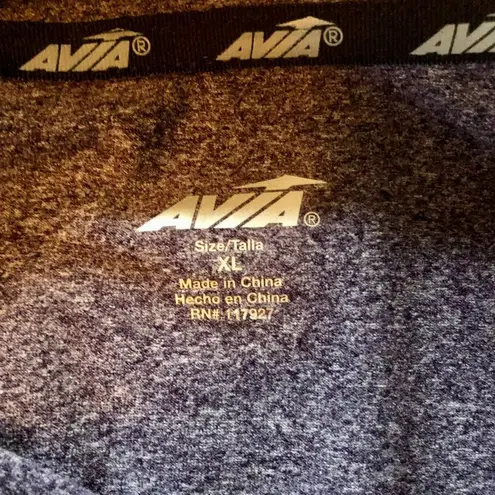 AVIA® AVIA® AVIA
AVIA®
Size/Talla
XL
Made in China
Hecho en China
RN# 117927